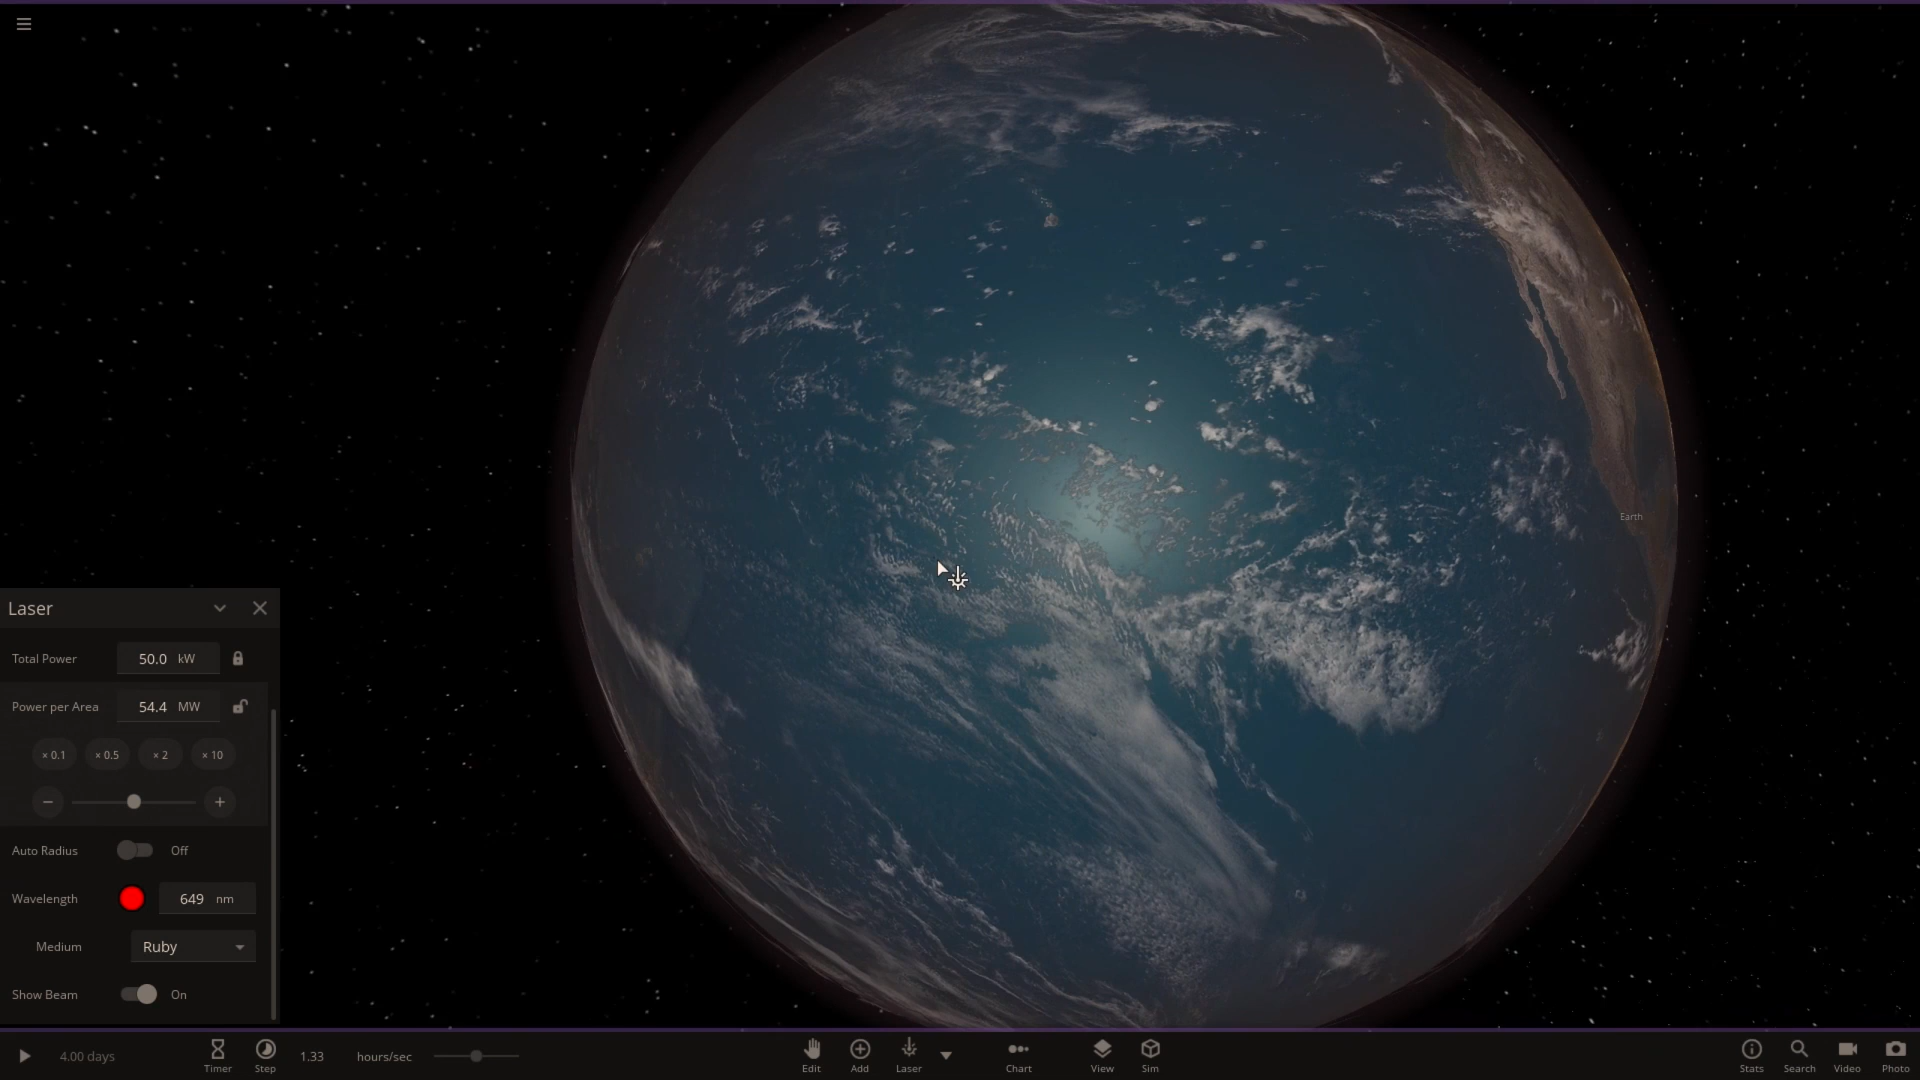 Earth
Laser
Total Power 50.0 kW
Power per Area 54.4 MW
× 0.1 × 0.5 × 2 × 10
Auto Radius Off
Wavelength 649 nm
Medium Ruby
Show Beam On
4.00 days Timer Step 1.33 hours/sec Edit Add Laser Chart View Sim Stats Search Video Photo